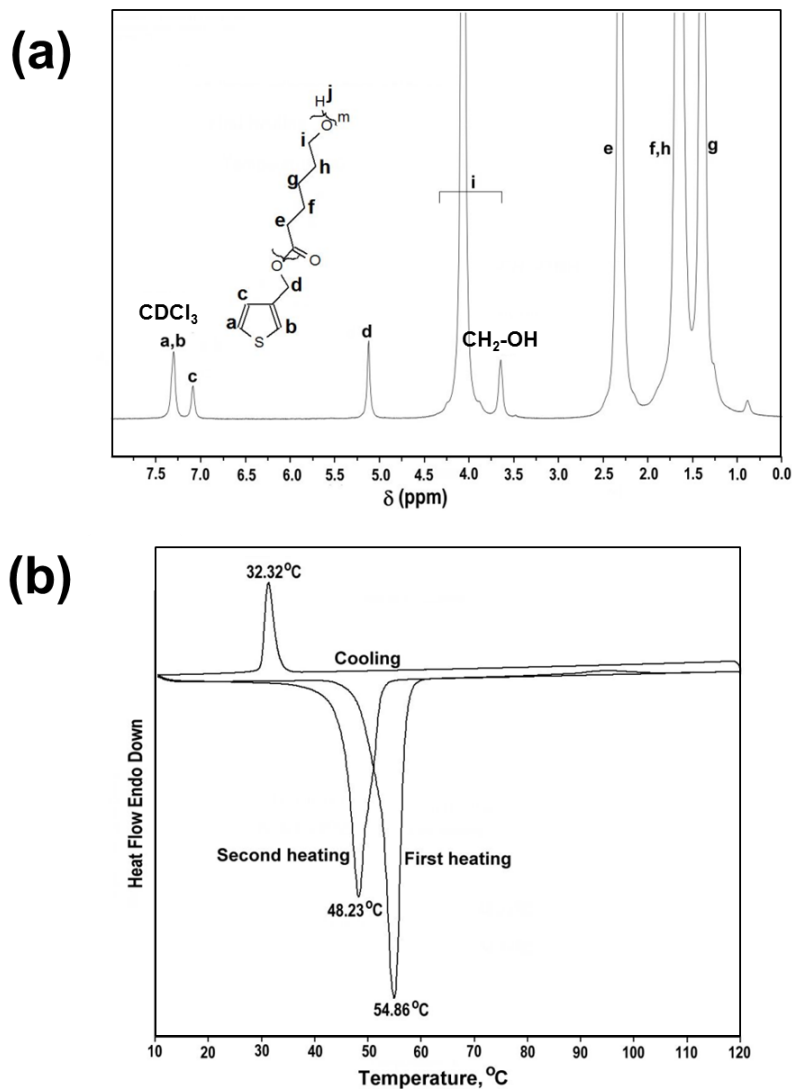 (a)
H j
O m
i
h
g
f
e
O O
d
c
a b
S
CDCl3
a,b
c
d
i
CH2-OH
e
f,h
g
7.5 7.0 6.5 6.0 5.5 5.0 4.5 4.0 3.5 3.0 2.5 2.0 1.5 1.0 0.5 0.0
δ (ppm)
(b)
32.32°C
Cooling
Heat Flow Endo Down
Second heating
First heating
48.23°C
54.86°C
10 20 30 40 50 60 70 80 90 100 110 120
Temperature, °C